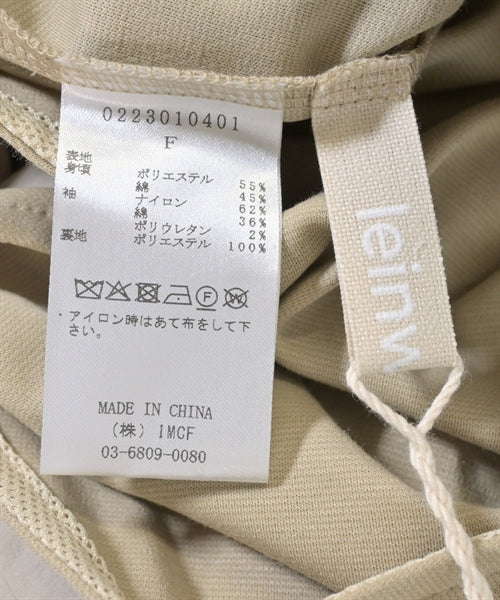 0223010401
F
表地
身頃 ポリエステル 55%
綿 45%
袖 ナイロン 62%
綿 36%
ポリウレタン 2%
裏地 ポリエステル 100%
F W
・アイロン時はあて布をして下
さい。
MADE IN CHINA
(株) IMCF
03-6809-0080
leinw